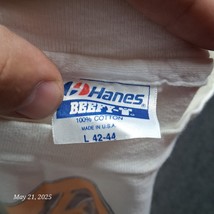 Hanes
BEEFY-T
100% COTTON
MADE IN U.S.A.
L 42-44
May 21, 2025